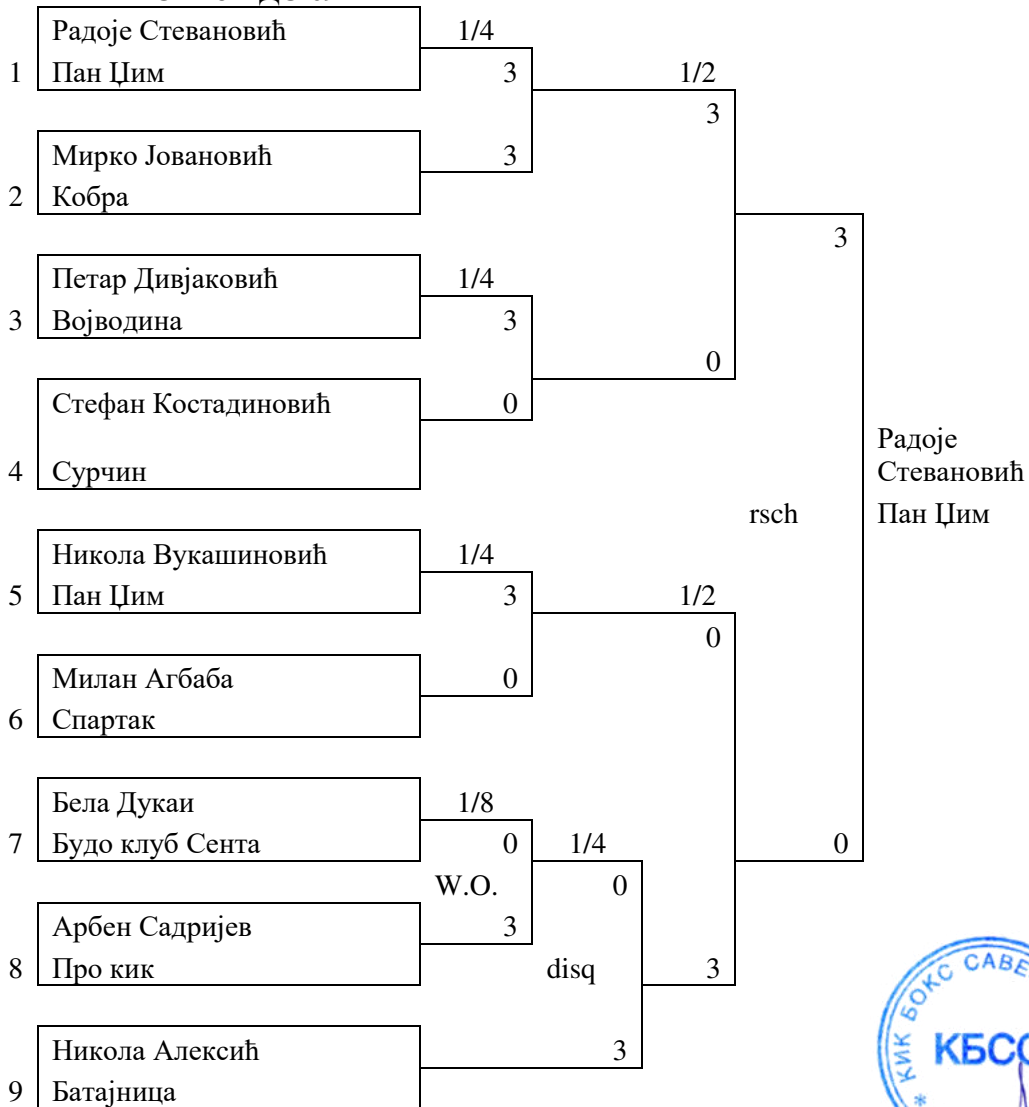 Радоје Стевановић
1/4
1 Пан Џим
3
1/2
3
Мирко Јовановић
3
2 Кобра
3
Петар Дивјаковић
1/4
3 Војводина
3
0
Стефан Костадиновић
0
4 Сурчин
Радоје
Стевановић
rsch
Пан Џим
Никола Вукашиновић
1/4
5 Пан Џим
3
1/2
0
Милан Агбаба
0
6 Спартак
Бела Дукаи
1/8
7 Будо клуб Сента
0
1/4
0
W.O.
0
Арбен Садријев
3
8 Про кик
disq
3
Никола Алексић
3
9 Батајница
КИК БОКС САВЕ
КБСС